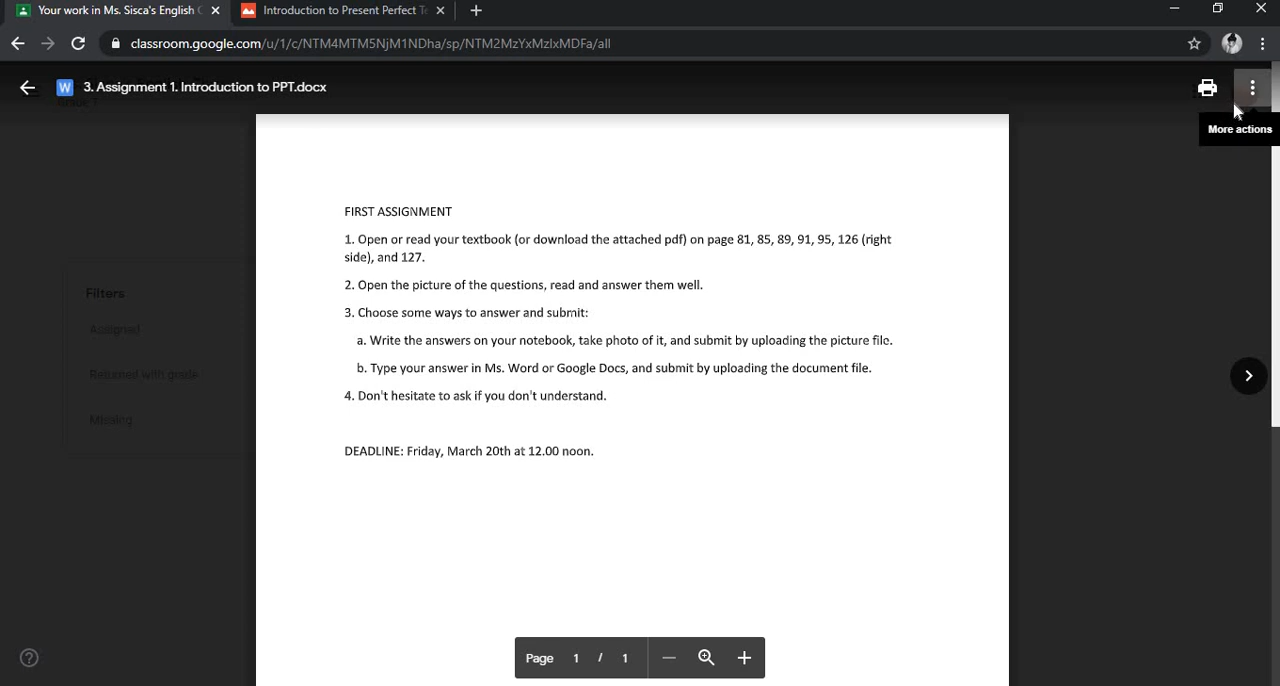 Your work in Ms. Sisca's English
Introduction to Present Perfect Te
classroom.google.com/u/1/c/NTM4MTM5NjM1NDha/sp/NTM2MzYxMzIxMDFa/all
W 3. Assignment 1. Introduction to PPT.docx
More actions
FIRST ASSIGNMENT
1. Open or read your textbook (or download the attached pdf) on page 81, 85, 89, 91, 95, 126 (right
side), and 127.
Filters
2. Open the picture of the questions, read and answer them well.
3. Choose some ways to answer and submit:
Assigned
a. Write the answers on your notebook, take photo of it, and submit by uploading the picture file.
b. Type your answer in Ms. Word or Google Docs, and submit by uploading the document file.
Returned with grade
4. Don't hesitate to ask if you don't understand.
Missing
DEADLINE: Friday, March 20th at 12.00 noon.
Page 1 / 1